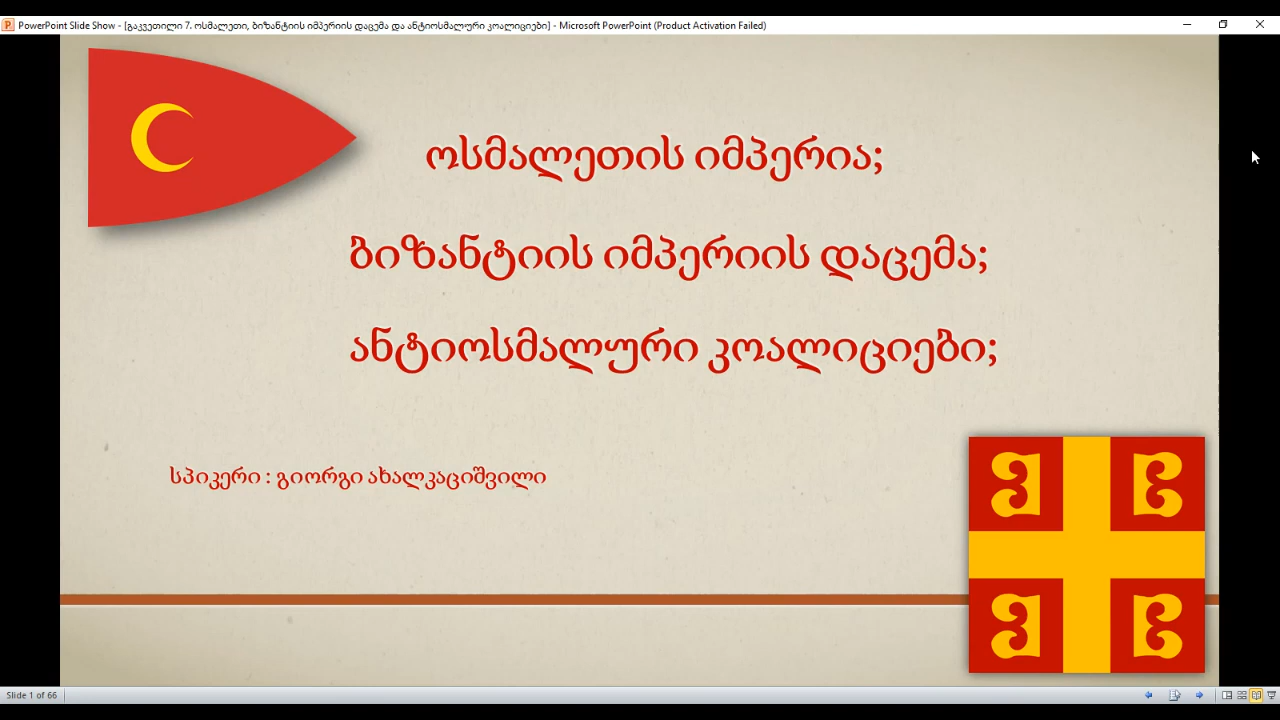 PowerPoint Slide Show - [გაკვეთილი 7. ოსმალეთი, ბიზანტიის იმპერიის დაცემა და ანტიოსმალური კოალიციები] - Microsoft PowerPoint (Product Activation Failed)
ოსმალეთის იმპერია;
ბიზანტიის იმპერიის დაცემა;
ანტიოსმალური კოალიციები;
სპიკერი : გიორგი ახალკაციშვილი
Slide 1 of 66